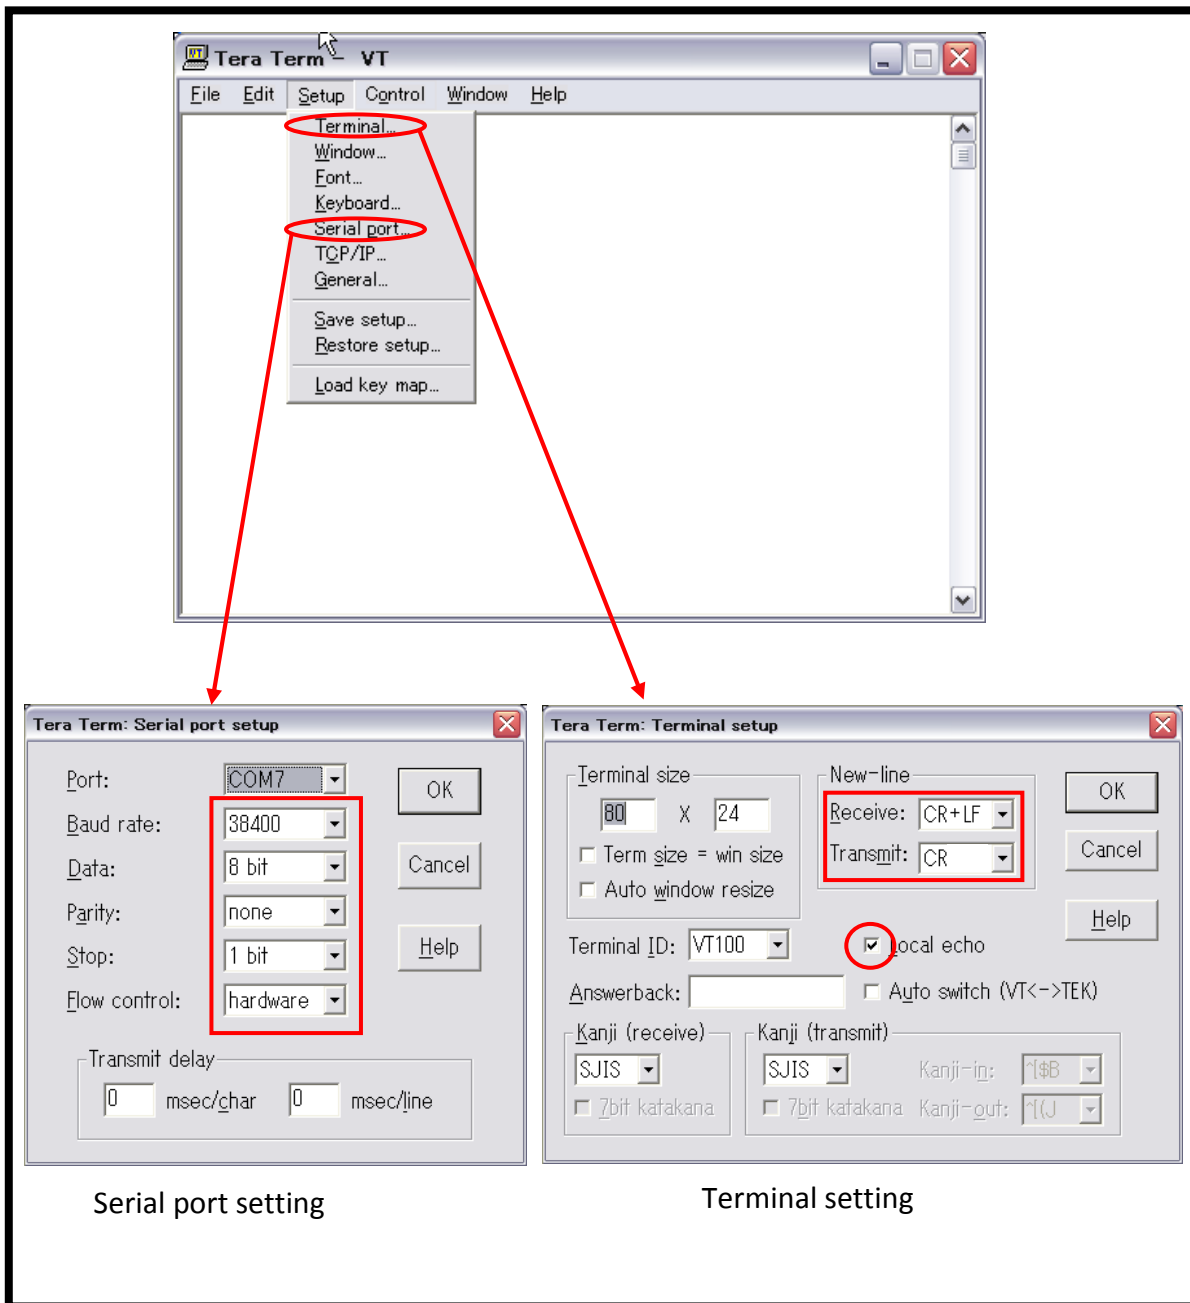 Tera Term - VT
File Edit Setup Control Window Help
Terminal...
Window...
Font...
Keyboard...
Serial port...
TCP/IP...
General...
Save setup...
Restore setup...
Load key map...
Tera Term: Serial port setup
Port: COM7 OK
Baud rate: 38400
Data: 8 bit Cancel
Parity: none
Stop: 1 bit Help
Flow control: hardware
Transmit delay
0 msec/char 0 msec/line
Serial port setting
Tera Term: Terminal setup
Terminal size New-line
80 X 24 Receive: CR+LF OK
Term size = win size Transmit: CR Cancel
Auto window resize
Help
Terminal ID: VT100 Local echo
Answerback: Auto switch (VT<->TEK)
Kanji (receive) Kanji (transmit)
SJIS SJIS Kanji-in: ^[$B
7bit katakana 7bit katakana Kanji-out: ^[(J
Terminal setting